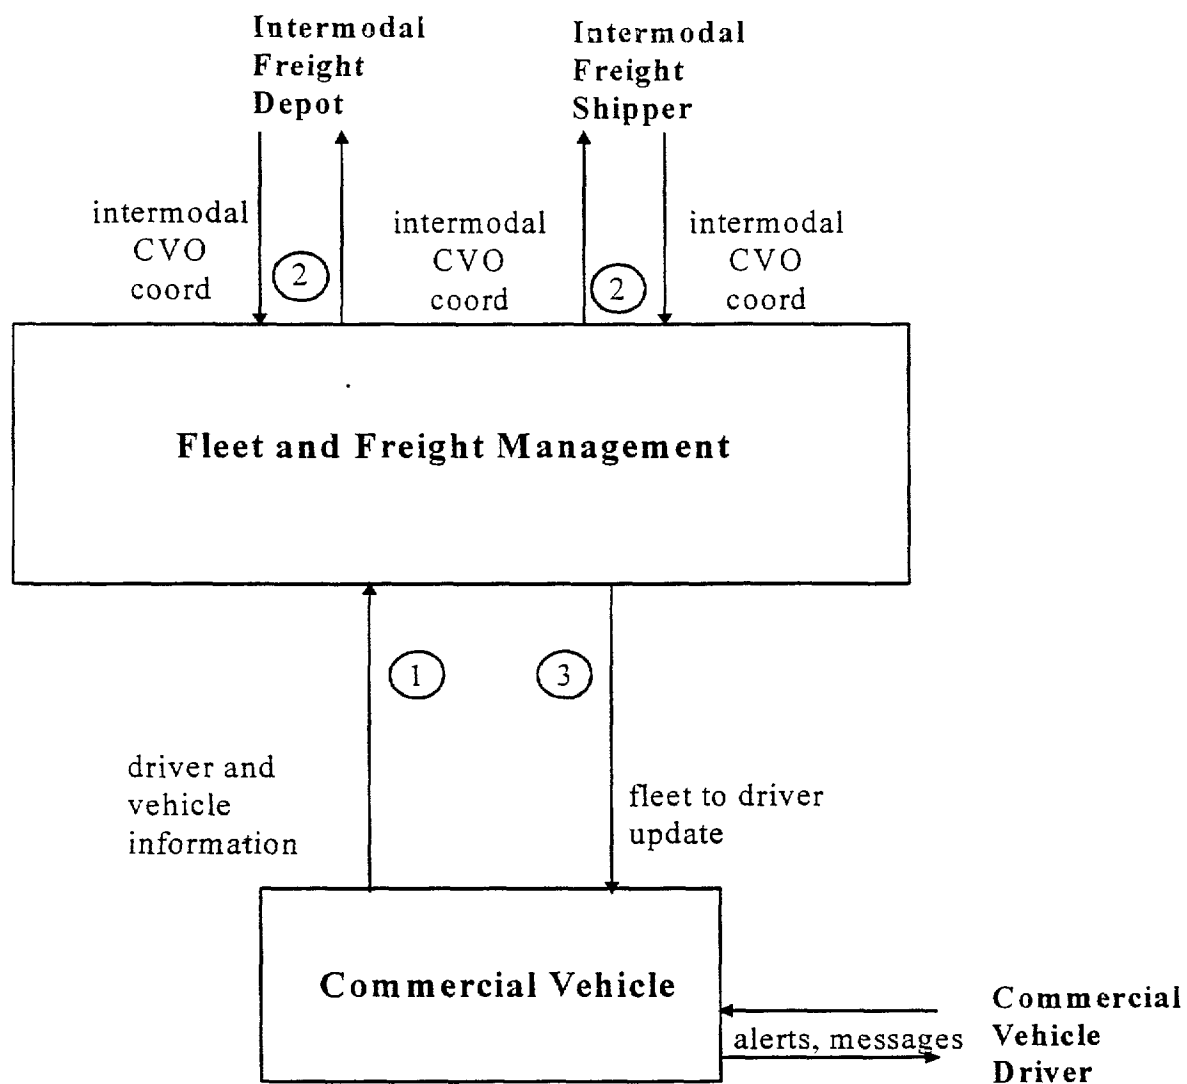 Intermodal
Freight
Depot
Intermodal
Freight
Shipper
intermodal
CVO
coord
2
intermodal
CVO
coord
2
intermodal
CVO
coord
Fleet and Freight Management
1
3
driver and
vehicle
information
fleet to driver
update
Commercial Vehicle
alerts, messages
Commercial
Vehicle
Driver